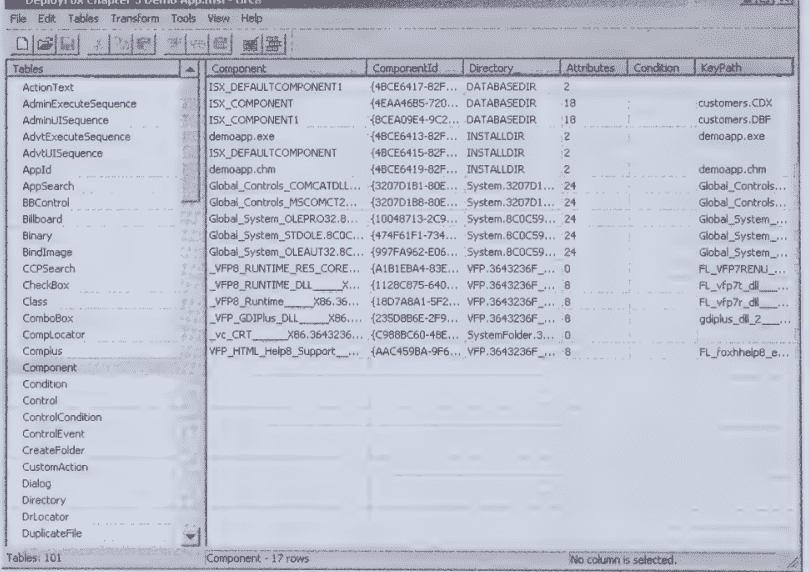 DeployFox Chapter 5 Demo App.msi - Orca
File Edit Tables Transform Tools View Help
Tables
ActionText
AdminExecuteSequence
AdminUISequence
AdvtExecuteSequence
AdvtUISequence
AppId
AppSearch
BBControl
Billboard
Binary
BindImage
CCPSearch
CheckBox
Class
ComboBox
CompLocator
Complus
Component
Condition
Control
ControlCondition
ControlEvent
CreateFolder
CustomAction
Dialog
Directory
DrLocator
DuplicateFile
Component ComponentId Directory_ Attributes Condition KeyPath
ISX_DEFAULTCOMPONENT1 {4BCE6417-82F... DATABASEDIR 2
ISX_COMPONENT {4EAA46B5-720... DATABASEDIR 18 customers.CDX
ISX_COMPONENT1 {8CEA09E4-9C2... DATABASEDIR 18 customers.DBF
demoapp.exe {4BCE6413-82F... INSTALLDIR 2 demoapp.exe
ISX_DEFAULTCOMPONENT {4BCE6415-82F... INSTALLDIR 2
demoapp.chm {4BCE6419-82F... INSTALLDIR 2 demoapp.chm
Global_Controls_COMCATDLL... {3207D1B1-80E... System.3207D1... 24 Global_Controls...
Global_Controls_MSCOMCT2... {3207D1B8-80E... System.3207D1... 24 Global_Controls...
Global_System_OLEPRO32.8... {10048713-2C9... System.8C0C59... 24 Global_System_...
Global_System_STDOLE.8C0C... {474F61F1-734... System.8C0C59... 24 Global_System_...
Global_System_OLEAUT32.8C... {997FA962-E06... System.8C0C59... 24 Global_System_...
_VFP8_RUNTIME_RES_CORE... {A1B1EBA4-83E... VFP.3643236F_... 0 FL_VFP7RENU_...
_VFP8_RUNTIME_DLL____X... {1128C875-640... VFP.3643236F_... 8 FL_vfp7t_dll___...
_VFP8_Runtime____X86.36... {18D7A8A1-5F2... VFP.3643236F_... 8 FL_vfp7r_dll___...
_VFP_GDIPlus_DLL____X86.... {235D8B6E-2F9... VFP.3643236F_... 8 gdiplus_dll_2___...
_vc_CRT____X86.3643236... {C988BC60-48E... SystemFolder.3... 0
VFP_HTML_Help8_Support__... {AAC459BA-9F6... VFP.3643236F_... 8 FL_foxhhelp8_e...
Tables: 101 Component - 17 rows No column is selected.